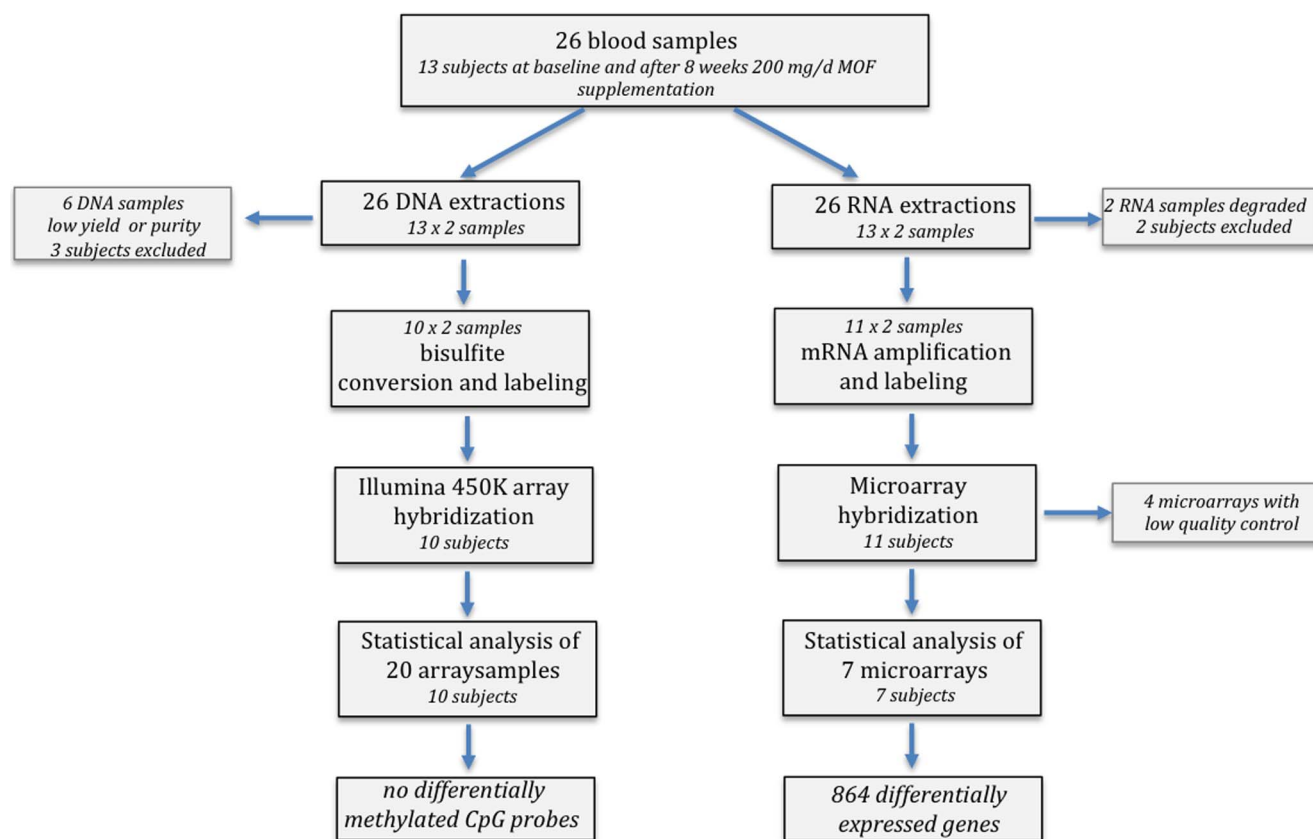 26 blood samples
13 subjects at baseline and after 8 weeks 200 mg/d MOF
supplementation
6 DNA samples
low yield or purity
3 subjects excluded
26 DNA extractions
13 x 2 samples
26 RNA extractions
13 x 2 samples
2 RNA samples degraded
2 subjects excluded
10 x 2 samples
bisulfite
conversion and labeling
11 x 2 samples
mRNA amplification
and labeling
Illumina 450K array
hybridization
10 subjects
Microarray
hybridization
11 subjects
4 microarrays with
low quality control
Statistical analysis of
20 arraysamples
10 subjects
Statistical analysis of
7 microarrays
7 subjects
no differentially
methylated CpG probes
864 differentially
expressed genes